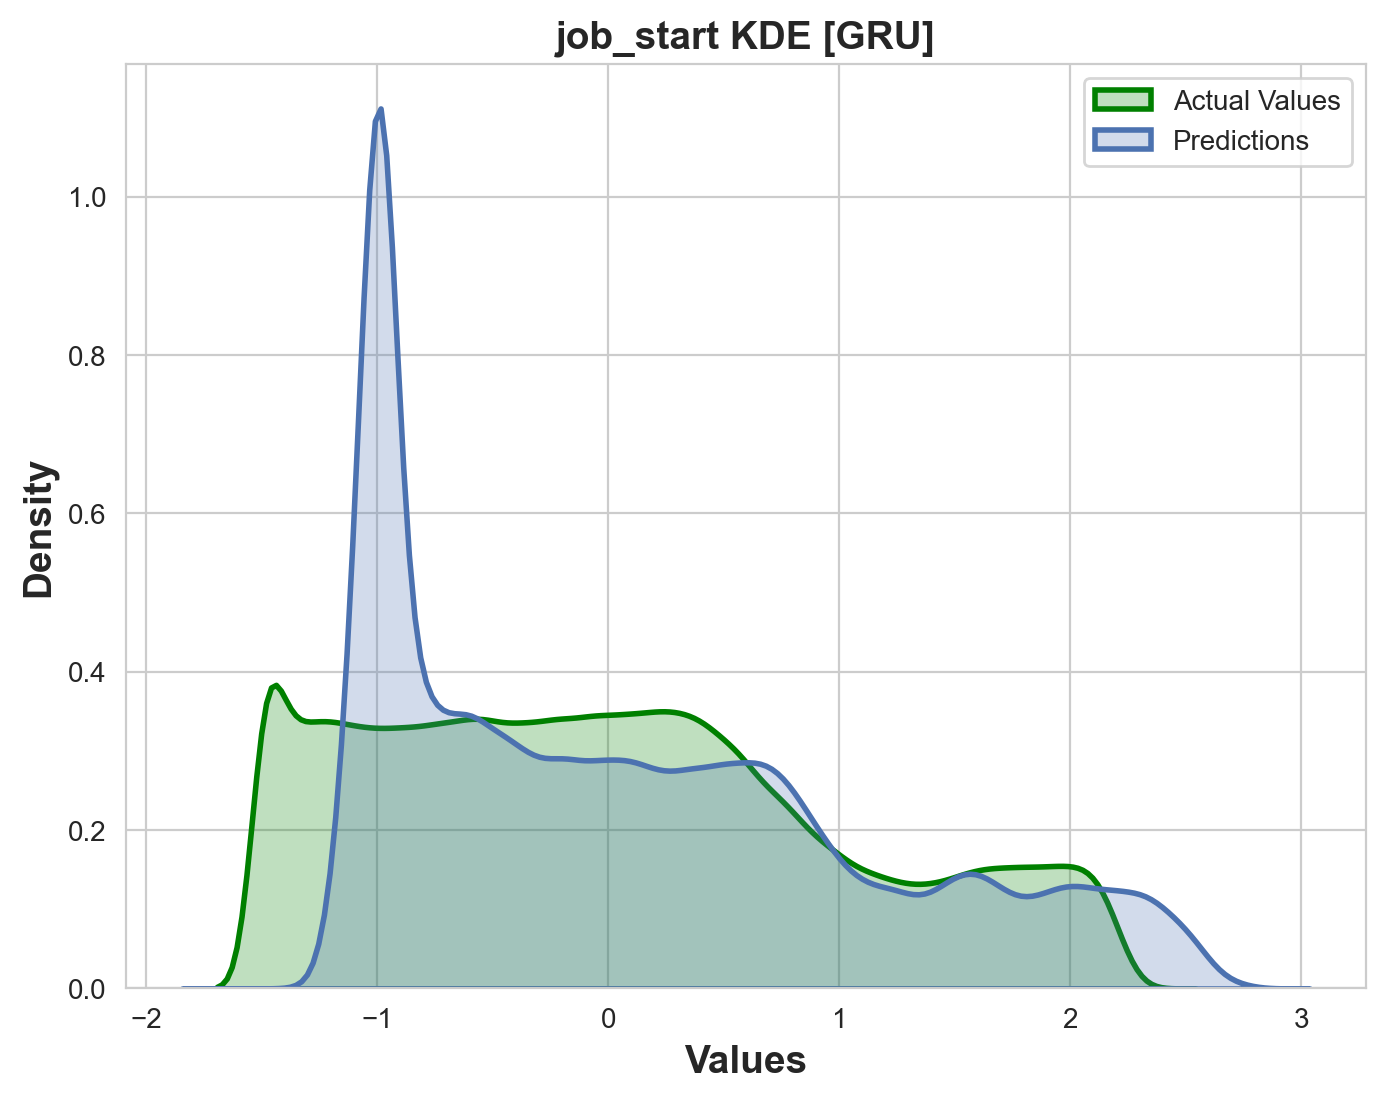 job_start KDE [GRU]
Actual Values
Predictions
Density
1.0
0.8
0.6
0.4
0.2
0.0
−2 −1 0 1 2 3
Values